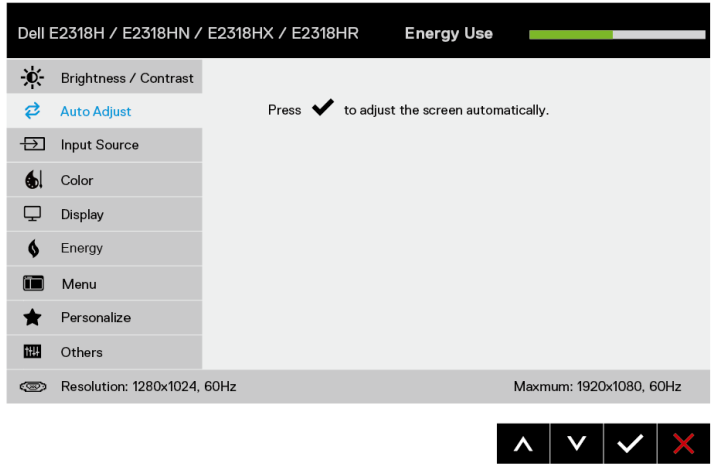 Dell E2318H / E2318HN / E2318HX / E2318HR Energy Use
Brightness / Contrast
Auto Adjust
Press ✔ to adjust the screen automatically.
Input Source
Color
Display
Energy
Menu
Personalize
Others
Resolution: 1280x1024, 60Hz Maxmum: 1920x1080, 60Hz